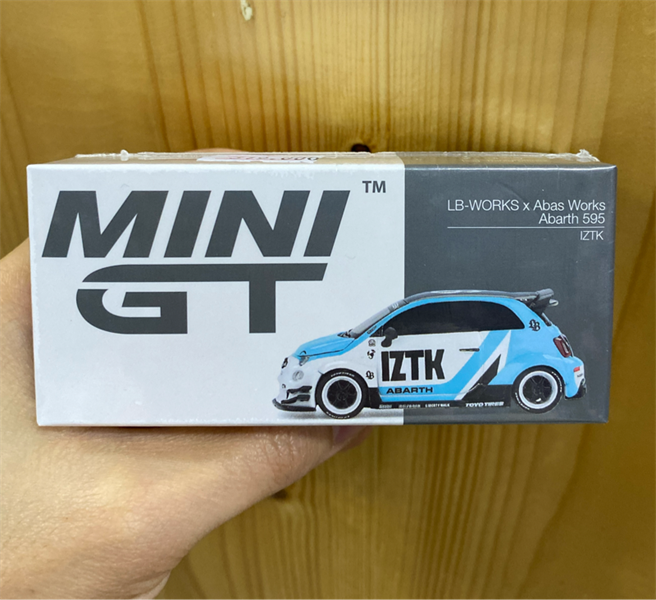 MINI
GT
TM
LB-WORKS x Abas Works
Abarth 595
IZTK
IZTK
ABARTH
TOYO TIRES